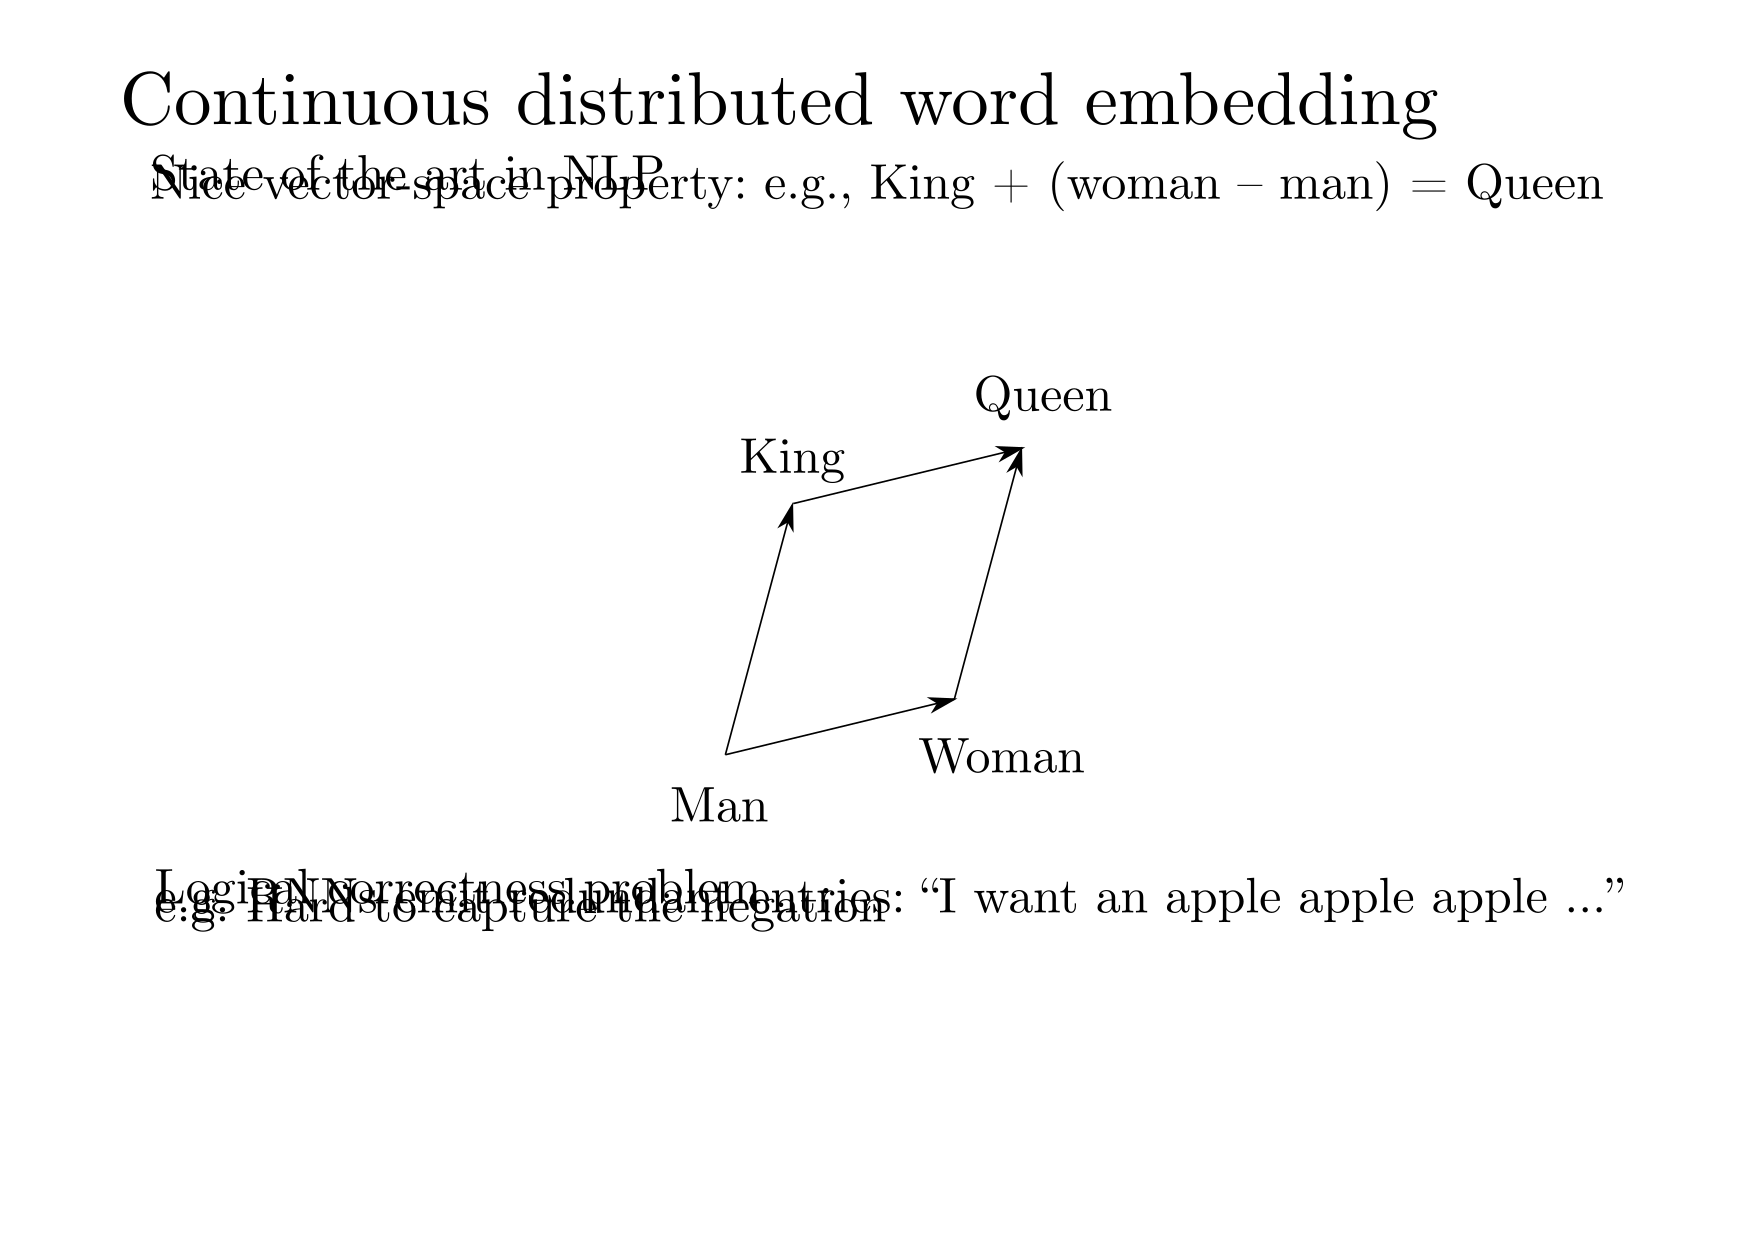 Continuous distributed word embedding
State of the art in NLP
Nice vector-space property: e.g., King + (woman – man) = Queen
Queen
King
Woman
Man
Logical correctness problem
e.g. RNNs emit redundant entries: “I want an apple apple apple ...”
e.g. Hard to capture the negation